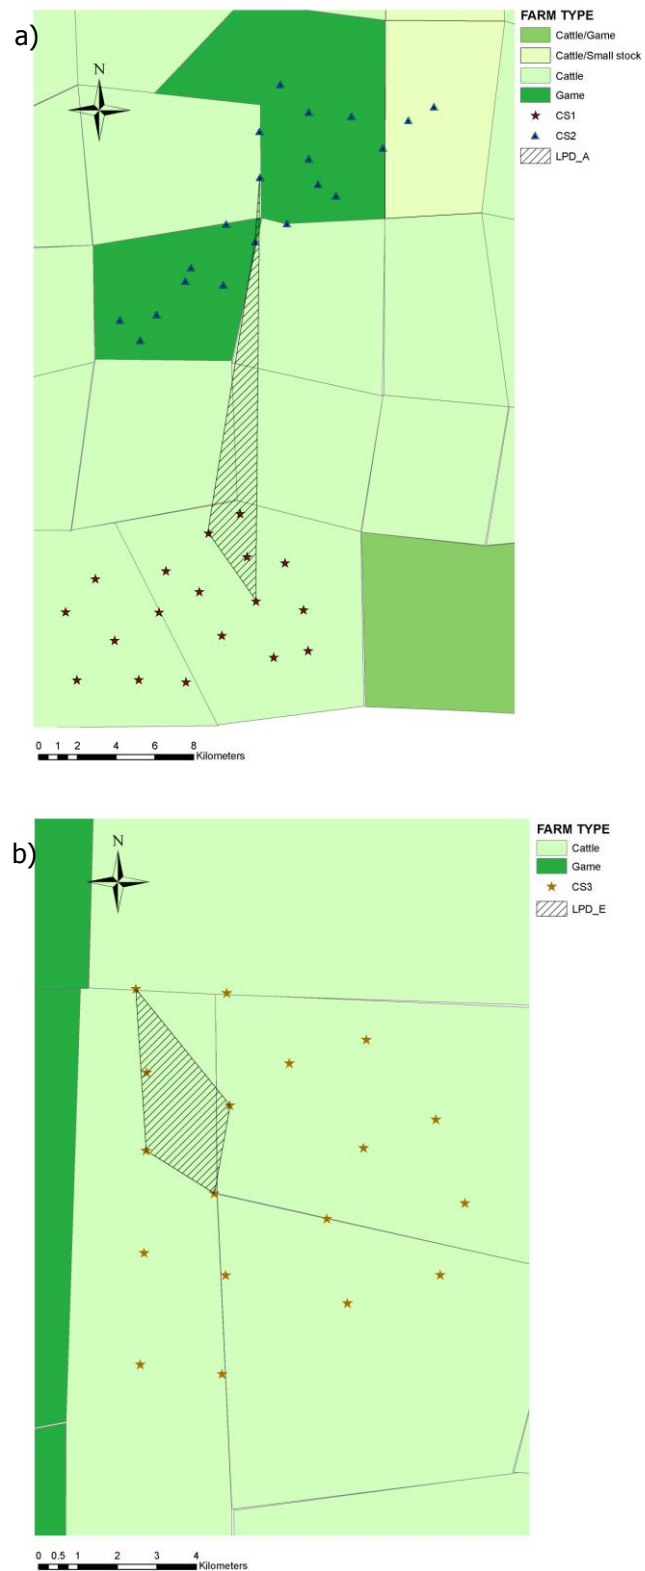 a)
N
FARM TYPE
Cattle/Game
Cattle/Small stock
Cattle
Game
CS1
CS2
LPD_A
0 1 2 4 6 8
Kilometers
b)
N
FARM TYPE
Cattle
Game
CS3
LPD_E
0 0.5 1 2 3 4
Kilometers